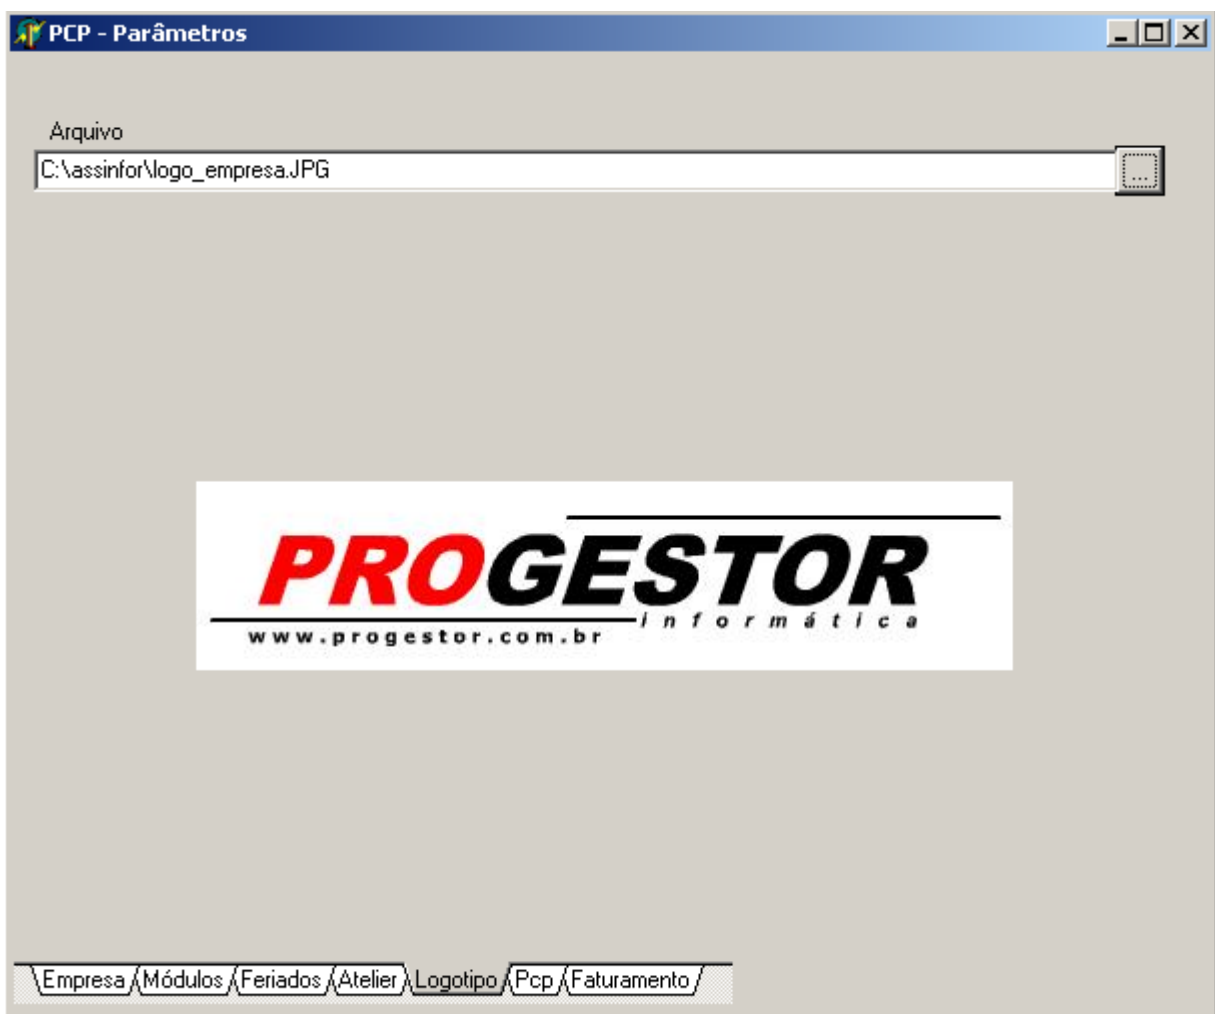 PCP - Parâmetros
Arquivo
C:\assinfor\logo_empresa.JPG
...
PROGESTOR
informática
www.progestor.com.br
Empresa Módulos Feriados Atelier Logotipo Pcp Faturamento